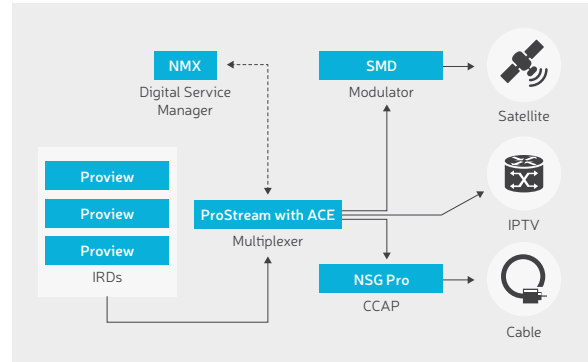 NMX
Digital Service
Manager
SMD
Modulator
Satellite
Proview
Proview
Proview
IRDs
ProStream with ACE
Multiplexer
IPTV
NSG Pro
CCAP
Cable